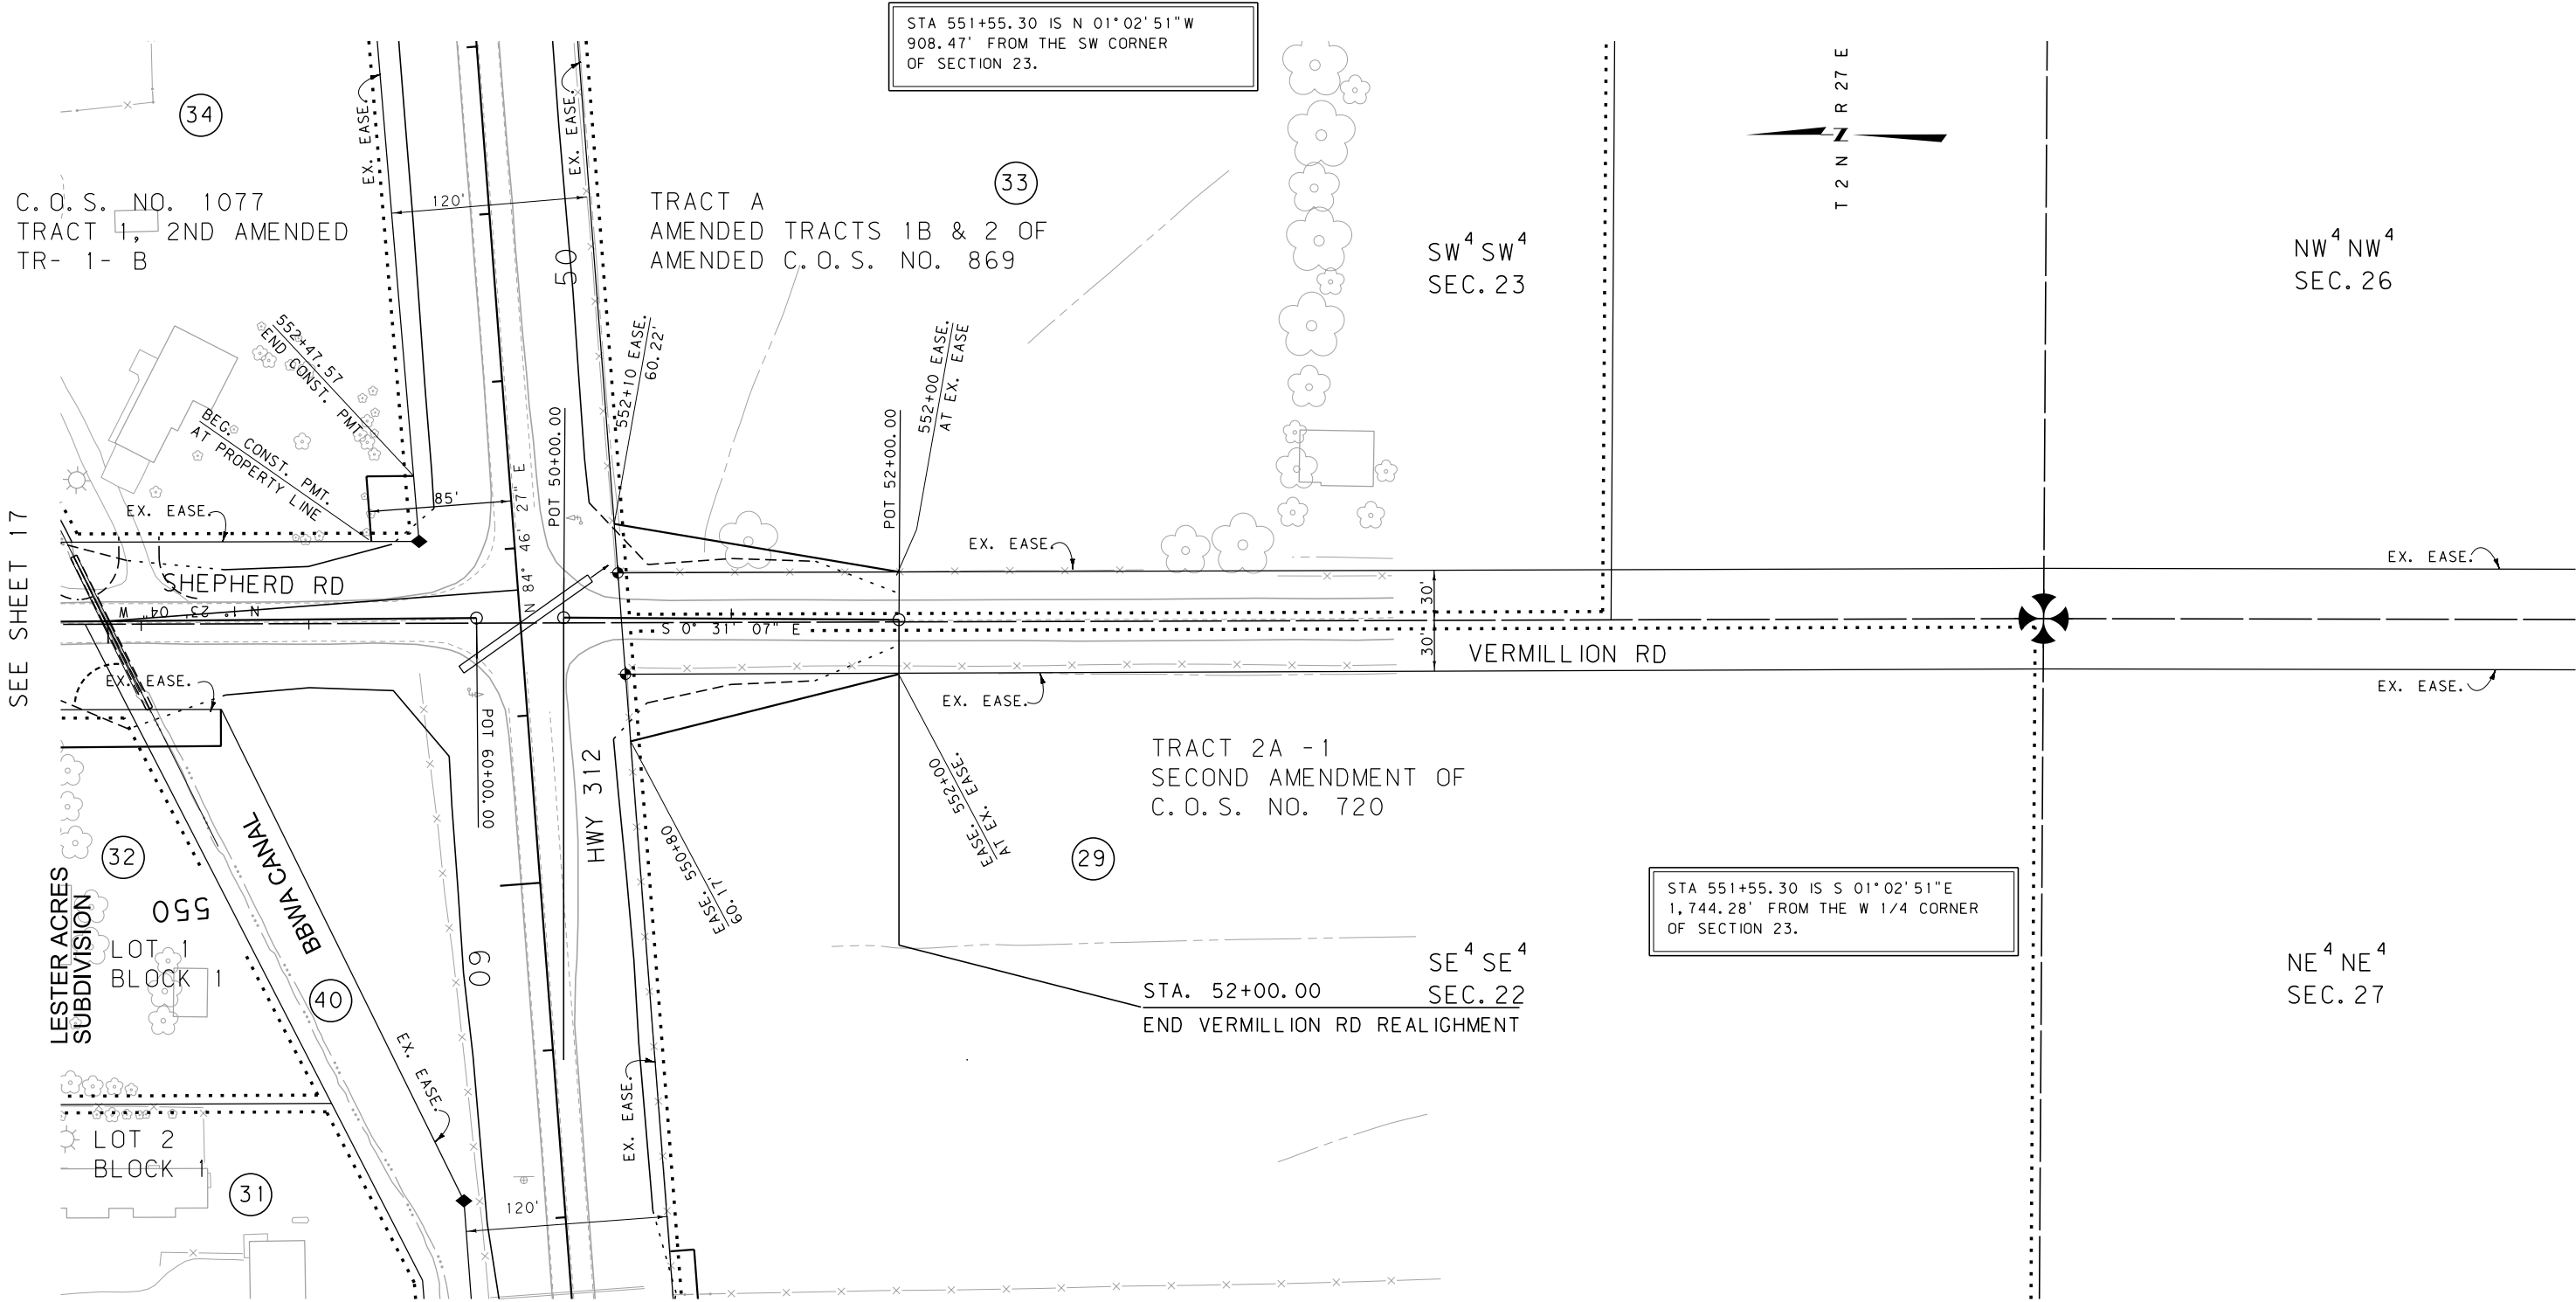 STA 551+55.30 IS N 01°02'51"W
908.47' FROM THE SW CORNER
OF SECTION 23.
34
C.O.S. NO. 1077
TRACT 1, 2ND AMENDED
TR- 1- B
EX. EASE.
120'
EX. EASE.
50
TRACT A
AMENDED TRACTS 1B & 2 OF
AMENDED C.O.S. NO. 869
33
SW4 SW4
SEC.23
T 2 N R 27 E
N
NW4 NW4
SEC.26
552+47.57
END CONST. PMT.
BEG. CONST. PMT.
AT PROPERTY LINE
85'
EX. EASE.
SEE SHEET 17
SHEPHERD RD
N 1° 23' 04" W
N 84° 46' 27" E
POT 50+00.00
552+10 EASE.
60.22'
POT 52+00.00
552+00 EASE.
AT EX. EASE
EX. EASE.
30'
30'
S 0° 31' 07" E
VERMILLION RD
EX. EASE.
EX. EASE.
EX. EASE.
EX. EASE.
POT 60+00.00
HWY 312
EASE. 550+80
60.17'
EASE. 552+00
AT EX. EASE.
TRACT 2A -1
SECOND AMENDMENT OF
C.O.S. NO. 720
29
32
550
LESTER ACRES
SUBDIVISION
LOT 1
BLOCK 1
BBWA CANAL
40
60
EX. EASE.
STA 551+55.30 IS S 01°02'51"E
1,744.28' FROM THE W 1/4 CORNER
OF SECTION 23.
SE4 SE4
SEC.22
STA. 52+00.00
END VERMILLION RD REALIGHMENT
NE4 NE4
SEC.27
LOT 2
BLOCK 1
31
EX. EASE.
120'